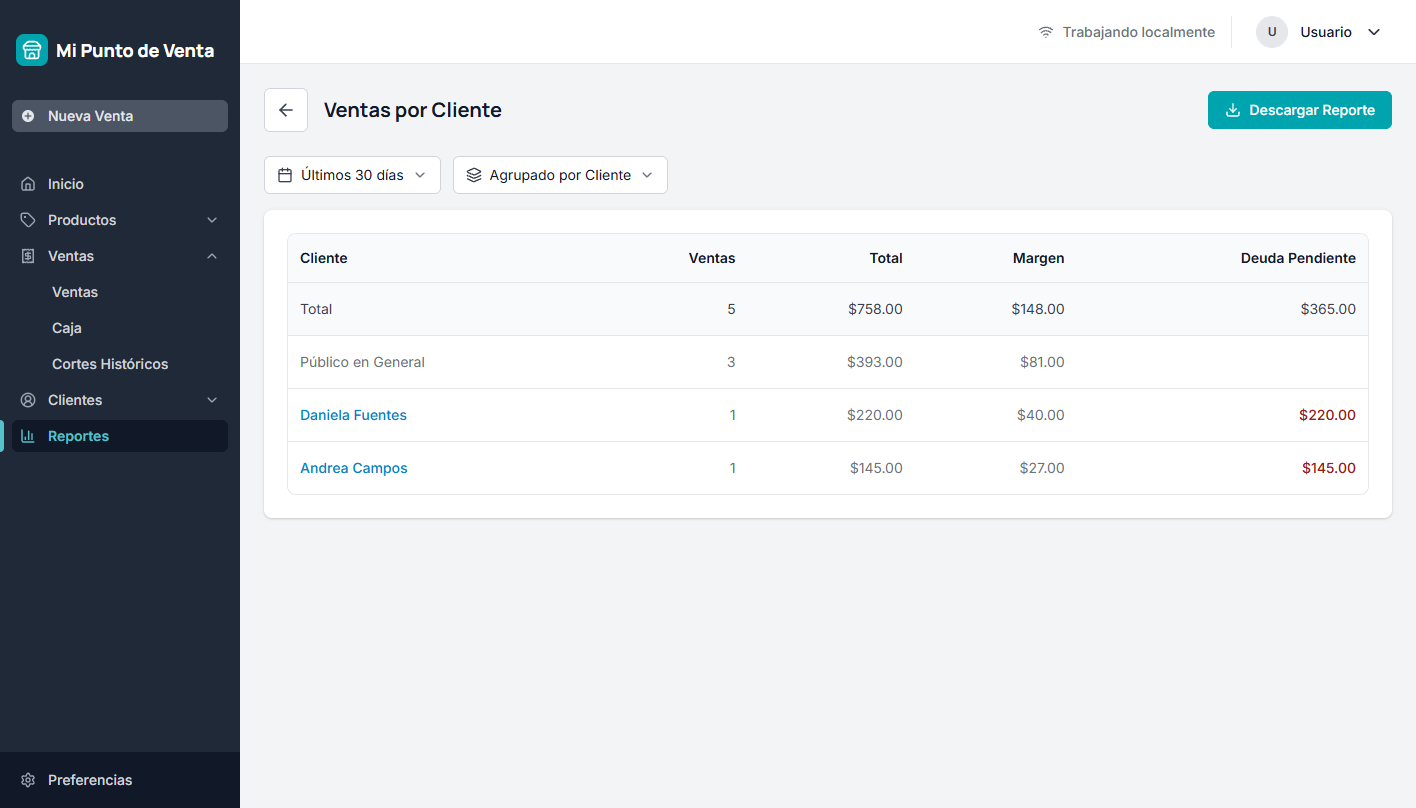 Mi Punto de Venta
Trabajando localmente
U
Usuario
Nueva Venta
Inicio
Productos
Ventas
Ventas
Caja
Cortes Históricos
Clientes
Reportes
Preferencias
Ventas por Cliente
Descargar Reporte
Últimos 30 días
Agrupado por Cliente
Cliente Ventas Total Margen Deuda Pendiente
Total 5 $758.00 $148.00 $365.00
Público en General 3 $393.00 $81.00
Daniela Fuentes 1 $220.00 $40.00 $220.00
Andrea Campos 1 $145.00 $27.00 $145.00